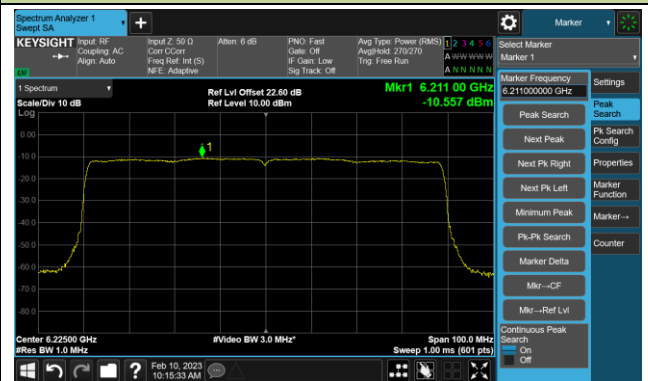 Spectrum Analyzer 1
Swept SA
Marker
KEYSIGHT
Input: RF
Coupling: AC
Align: Auto
Input Z: 50 Ω
Corr CCorr
Freq Ref: Int (S)
NFE: Adaptive
Atten: 6 dB
PNO: Fast
Gate: Off
IF Gain: Low
Sig Track: Off
Avg Type: Power (RMS)
Avg|Hold: 270/270
Trig: Free Run
1 2 3 4 5 6
A W W W W W
A N N N N N
Select Marker
Marker 1
1 Spectrum
Ref Lvl Offset 22.60 dB
Mkr1 6.211 00 GHz
Scale/Div 10 dB
Ref Level 10.00 dBm
-10.557 dBm
Log
0.00
-10.0
-20.0
-30.0
-40.0
-50.0
-60.0
-70.0
-80.0
1
Center 6.22500 GHz
#Video BW 3.0 MHz*
Span 100.0 MHz
#Res BW 1.0 MHz
Sweep 1.00 ms (601 pts)
Marker Frequency
6.211000000 GHz
Peak Search
Next Peak
Next Pk Right
Next Pk Left
Minimum Peak
Pk-Pk Search
Marker Delta
Mkr→CF
Mkr→Ref Lvl
Continuous Peak
Search
On
Off
Settings
Peak
Search
Pk Search
Config
Properties
Marker
Function
Marker→
Counter
?
Feb 10, 2023
10:15:33 AM